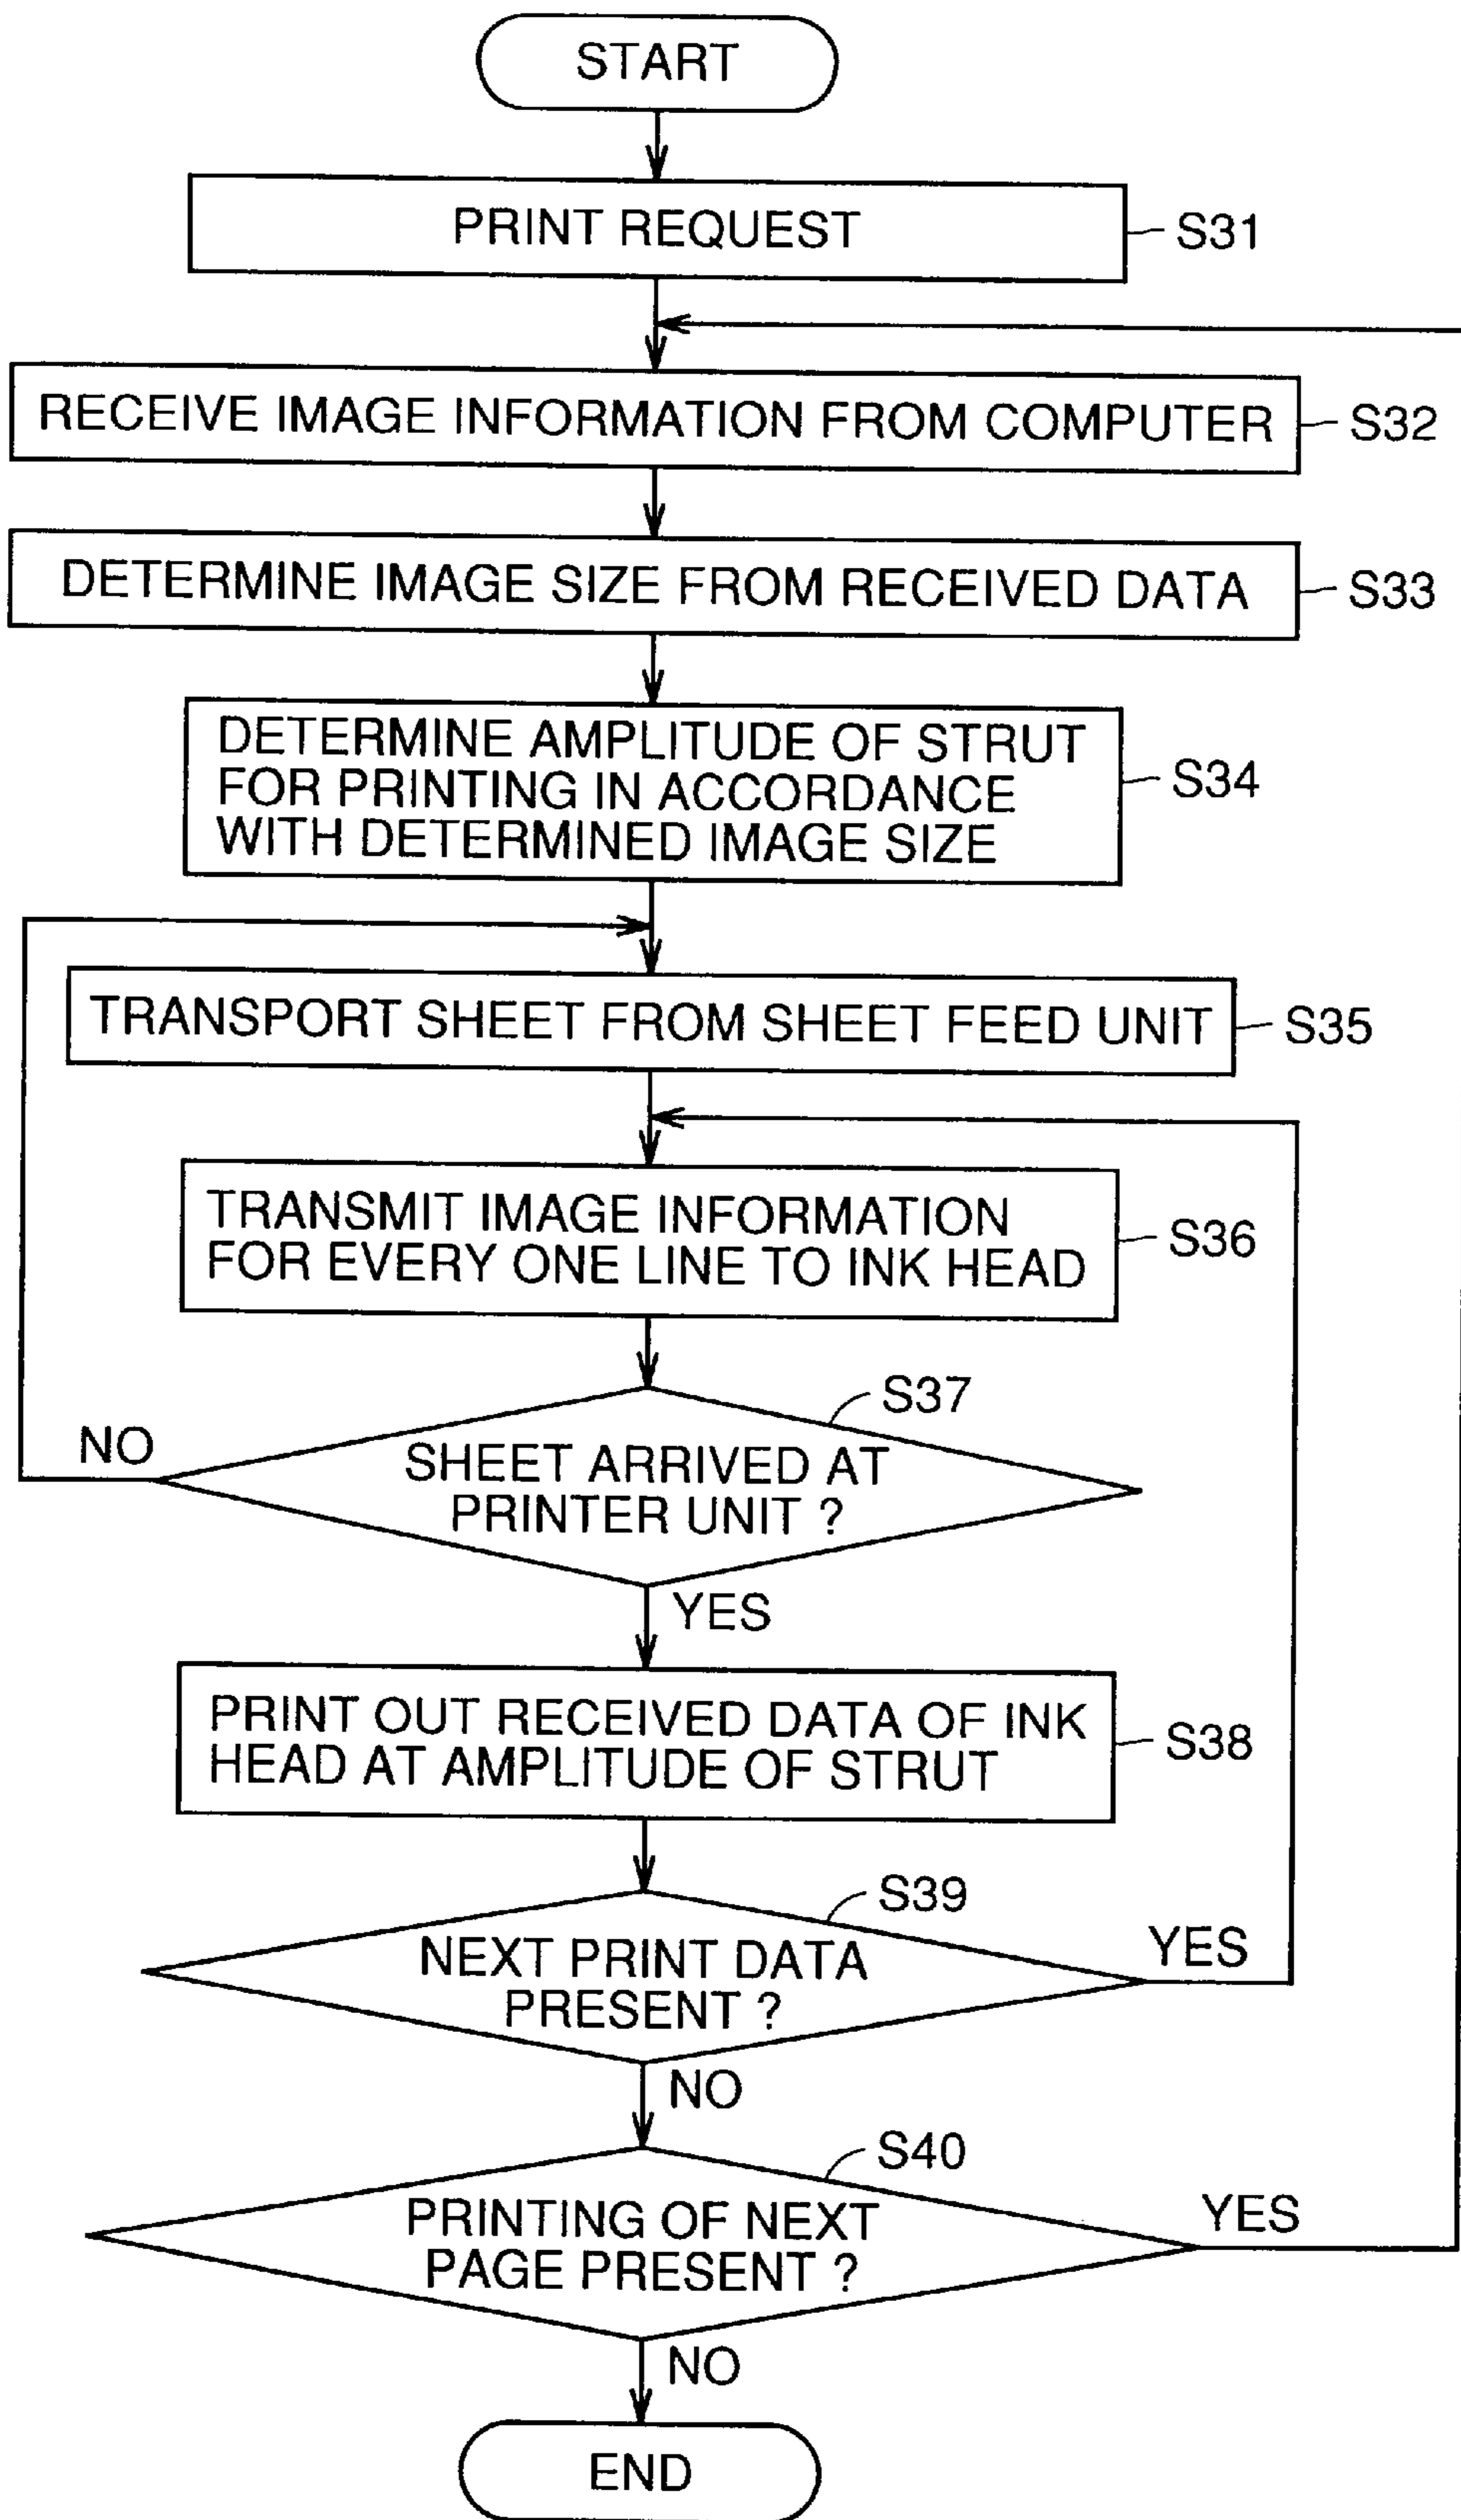 START
PRINT REQUEST
S31
RECEIVE IMAGE INFORMATION FROM COMPUTER
S32
DETERMINE IMAGE SIZE FROM RECEIVED DATA
S33
DETERMINE AMPLITUDE OF STRUT
FOR PRINTING IN ACCORDANCE
WITH DETERMINED IMAGE SIZE
S34
TRANSPORT SHEET FROM SHEET FEED UNIT
S35
TRANSMIT IMAGE INFORMATION
FOR EVERY ONE LINE TO INK HEAD
S36
S37
NO
SHEET ARRIVED AT
PRINTER UNIT ?
YES
PRINT OUT RECEIVED DATA OF INK
HEAD AT AMPLITUDE OF STRUT
S38
S39
NEXT PRINT DATA
PRESENT ?
YES
NO
S40
PRINTING OF NEXT
PAGE PRESENT ?
YES
NO
END